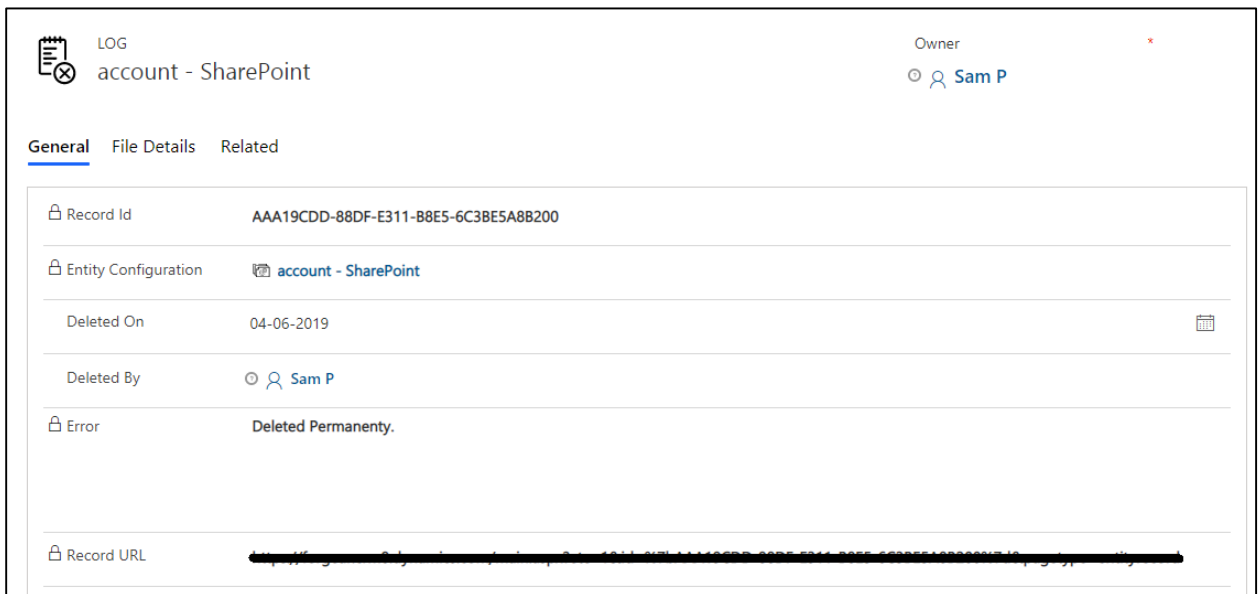 LOG
account - SharePoint
Owner
*
Sam P
General File Details Related
Record Id AAA19CDD-88DF-E311-B8E5-6C3BE5A8B200
Entity Configuration account - SharePoint
Deleted On 04-06-2019
Deleted By Sam P
Error Deleted Permanenty.
Record URL